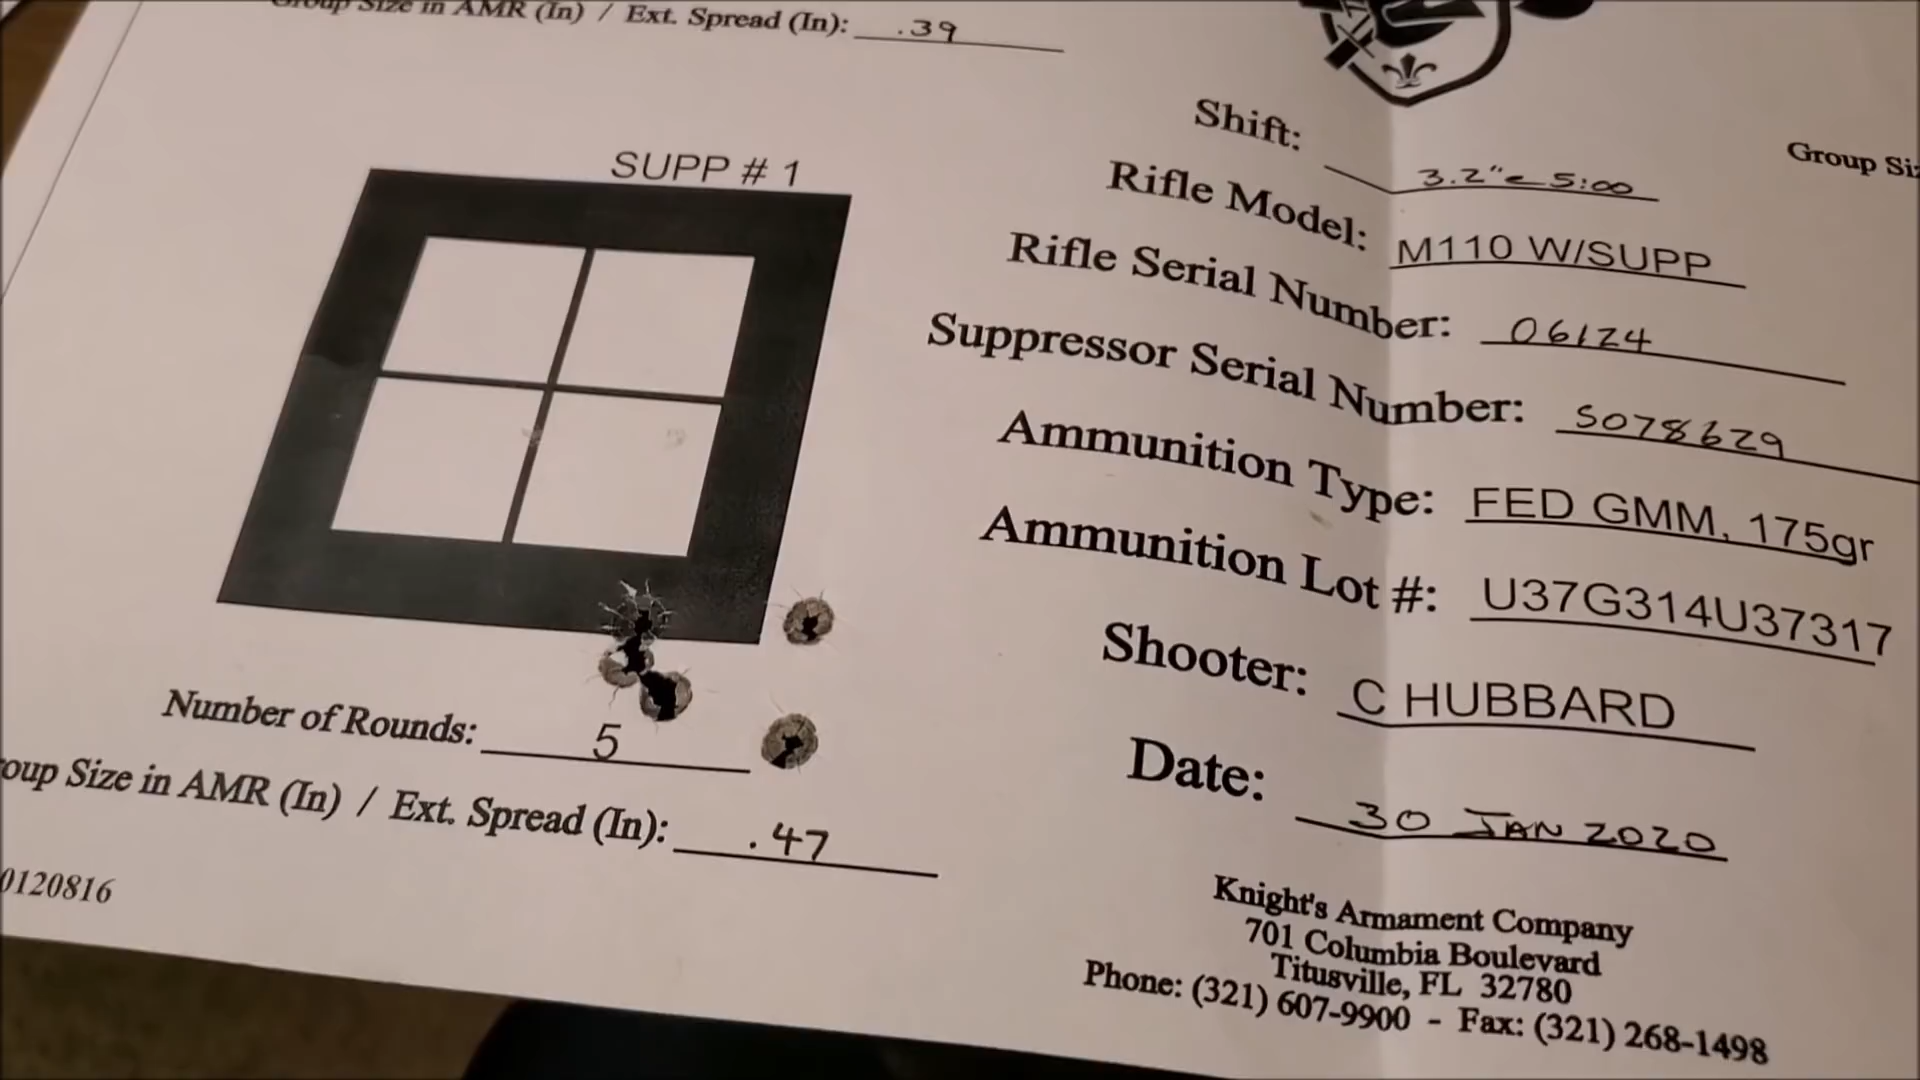 Group Size in AMR (In) / Ext. Spread (In): .39
SUPP # 1
Number of Rounds: 5
oup Size in AMR (In) / Ext. Spread (In): .47
0120816
Shift: 3.2" @ 5:00
Rifle Model: M110 W/SUPP
Rifle Serial Number: 06124
Suppressor Serial Number: S078629
Ammunition Type: FED GMM, 175gr
Ammunition Lot #: U37G314U37317
Shooter: C HUBBARD
Date: 30 JAN 2020
Knight's Armament Company
701 Columbia Boulevard
Titusville, FL 32780
Phone: (321) 607-9900 - Fax: (321) 268-1498
Group Siz